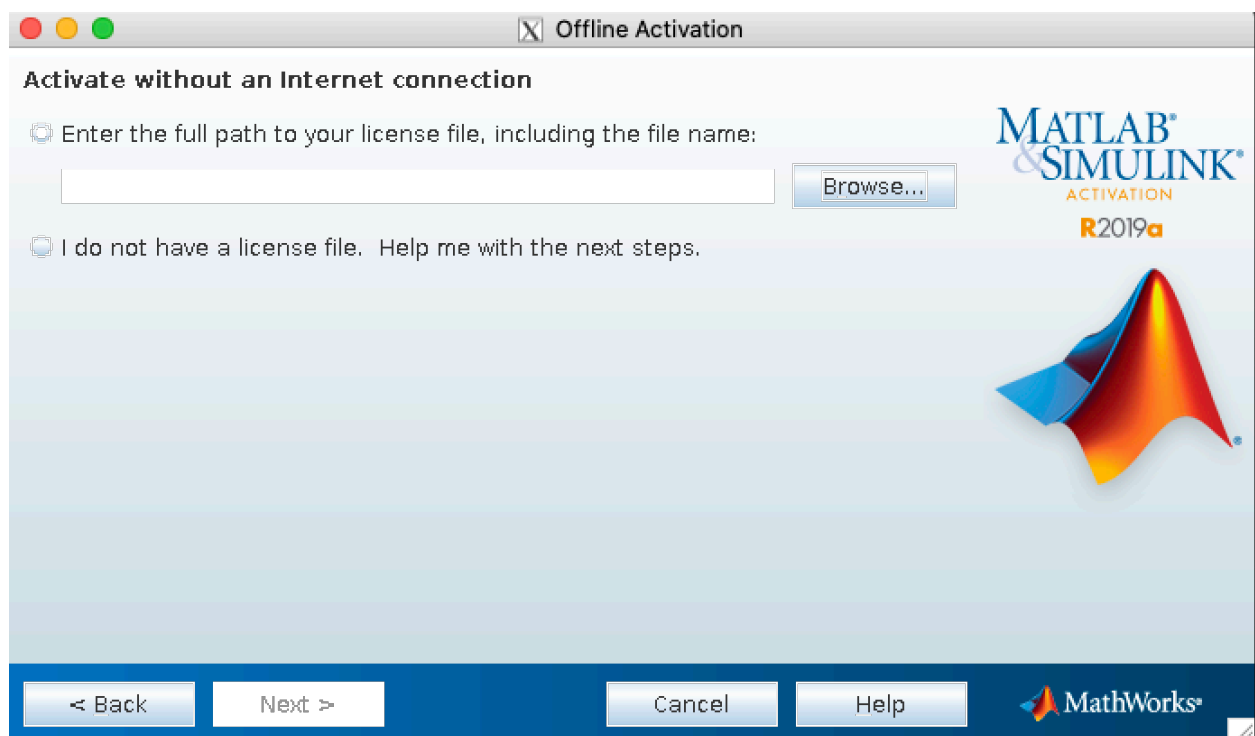 Offline Activation
Activate without an Internet connection
Enter the full path to your license file, including the file name:
Browse...
I do not have a license file. Help me with the next steps.
MATLAB®
&SIMULINK®
ACTIVATION
R2019a
®
< Back
Next >
Cancel
Help
MathWorks®